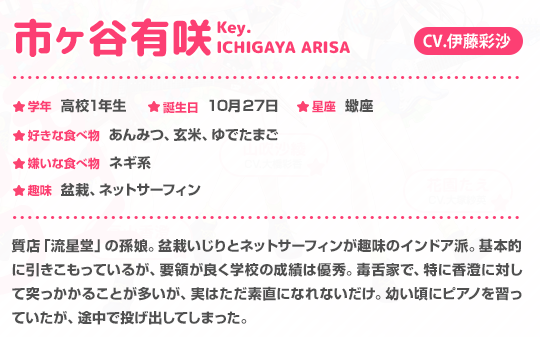 市ヶ谷有咲 Key. ICHIGAYA ARISA CV.伊藤彩沙
★学年 高校1年生 ★誕生日 10月27日 ★星座 蠍座
★好きな食べ物 あんみつ、玄米、ゆでたまご
★嫌いな食べ物 ネギ系
★趣味 盆栽、ネットサーフィン
質店「流星堂」の孫娘。盆栽いじりとネットサーフィンが趣味のインドア派。基本的
に引きこもっているが、要領が良く学校の成績は優秀。毒舌家で、特に香澄に対し
て突っかかることが多いが、実はただ素直になれないだけ。幼い頃にピアノを習っ
ていたが、途中で投げ出してしまった。